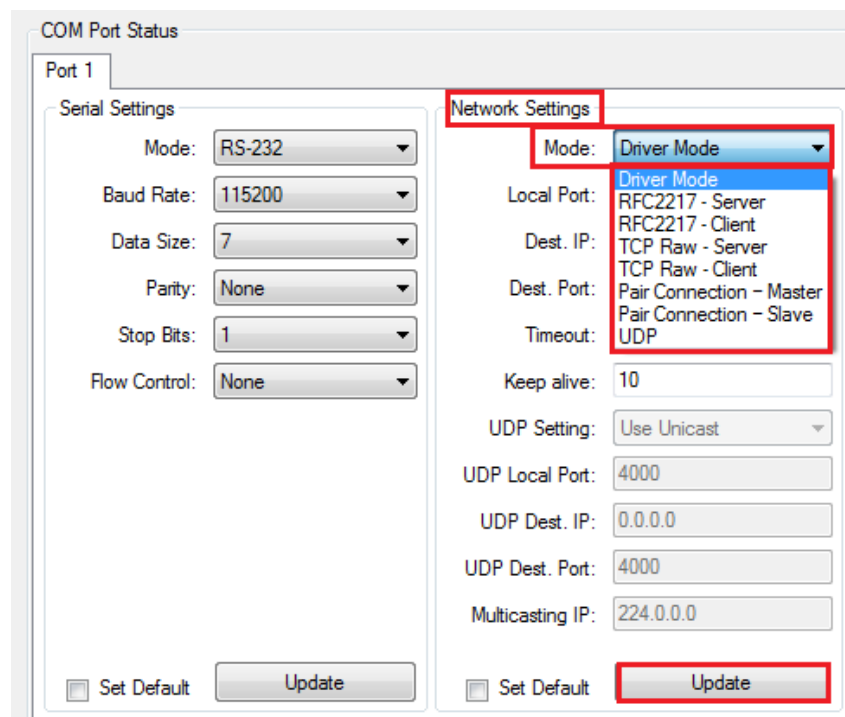 COM Port Status
Port 1
Serial Settings
Mode: RS-232
Baud Rate: 115200
Data Size: 7
Parity: None
Stop Bits: 1
Flow Control: None
Set Default Update
Network Settings
Mode: Driver Mode
Driver Mode
RFC2217 - Server
RFC2217 - Client
TCP Raw - Server
TCP Raw - Client
Pair Connection – Master
Pair Connection – Slave
UDP
Local Port:
Dest. IP:
Dest. Port:
Timeout:
Keep alive: 10
UDP Setting: Use Unicast
UDP Local Port: 4000
UDP Dest. IP: 0.0.0.0
UDP Dest. Port: 4000
Multicasting IP: 224.0.0.0
Set Default Update